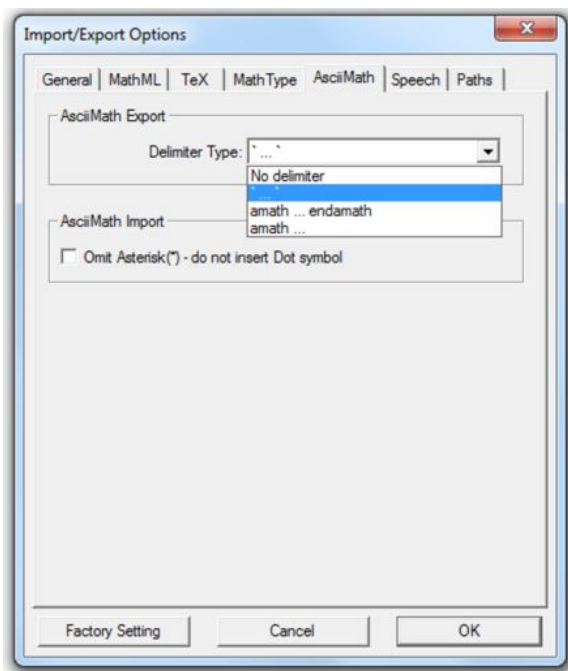 Import/Export Options
General MathML TeX MathType AsciiMath Speech Paths
AsciiMath Export
Delimiter Type: ` ... `
No delimiter
` ... `
amath ... endamath
amath ...
AsciiMath Import
Omit Asterisk(*) - do not insert Dot symbol
Factory Setting Cancel OK